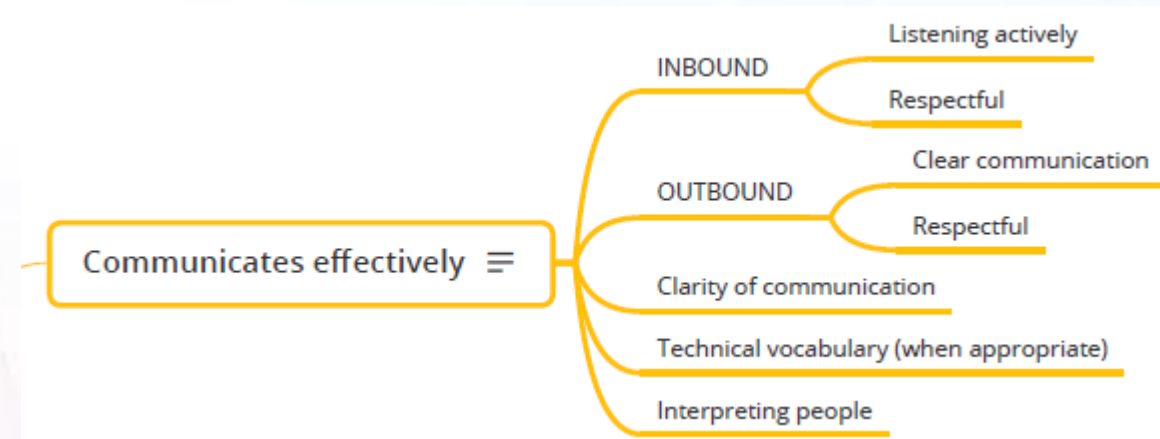 Communicates effectively
INBOUND
Listening actively
Respectful
OUTBOUND
Clear communication
Respectful
Clarity of communication
Technical vocabulary (when appropriate)
Interpreting people